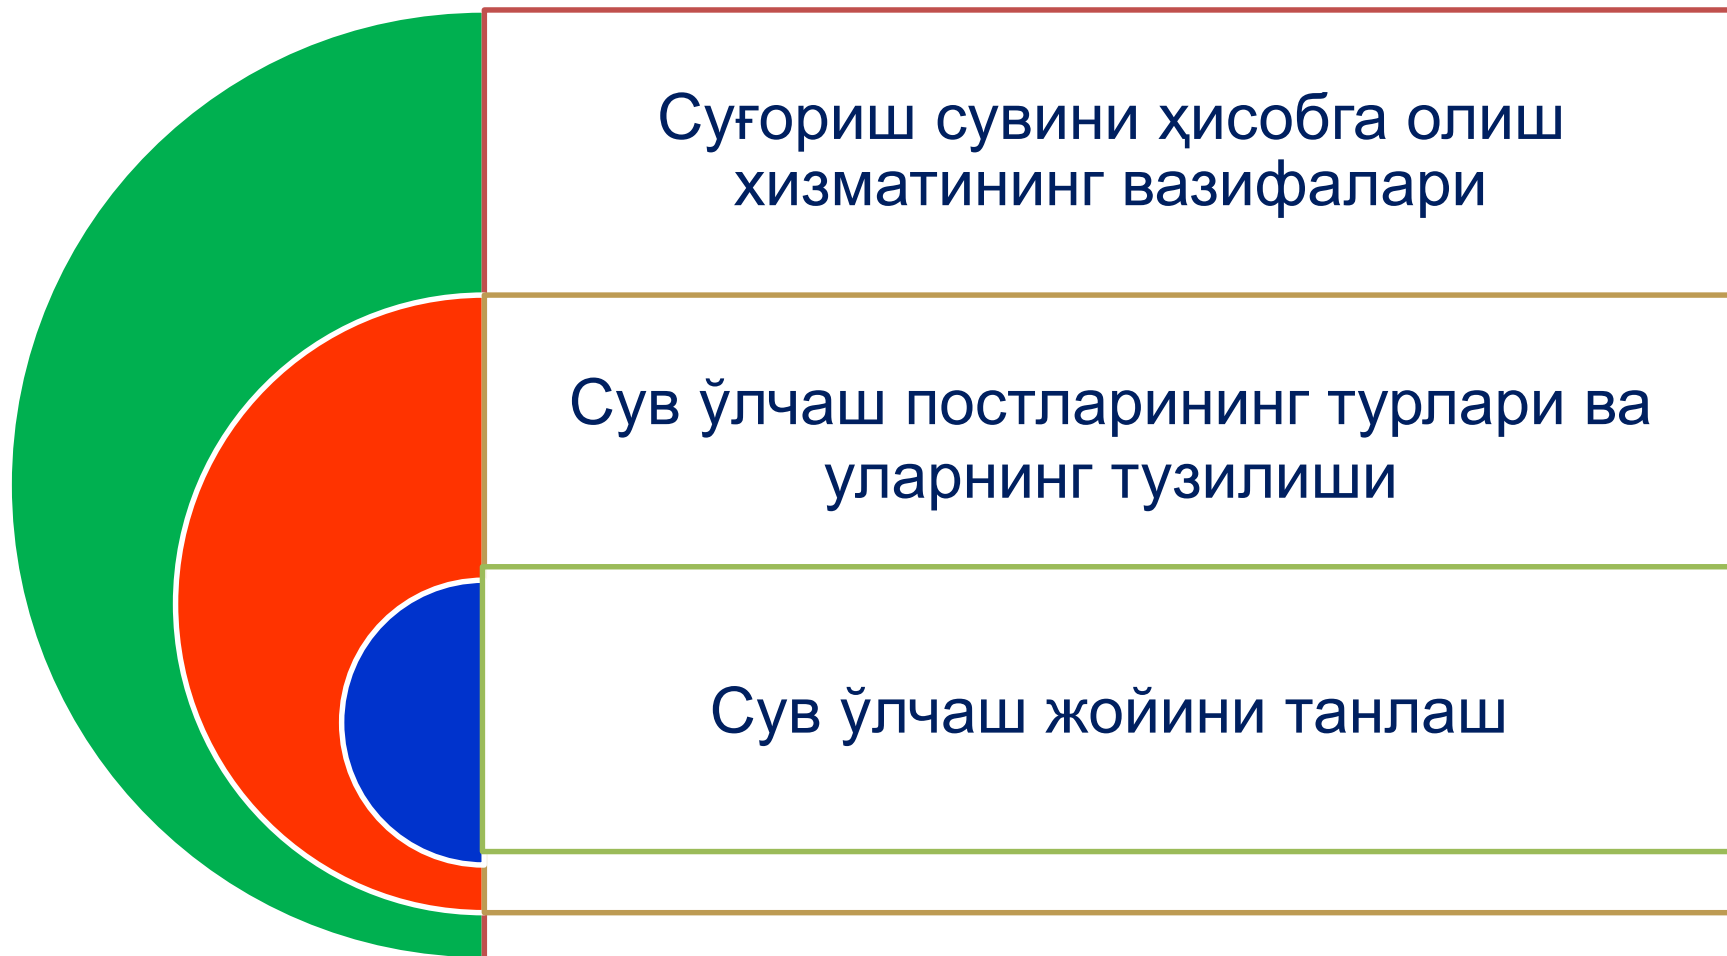 Суғориш сувини ҳисобга олиш
хизматининг вазифалари
Сув ўлчаш постларининг турлари ва
уларнинг тузилиши
Сув ўлчаш жойини танлаш